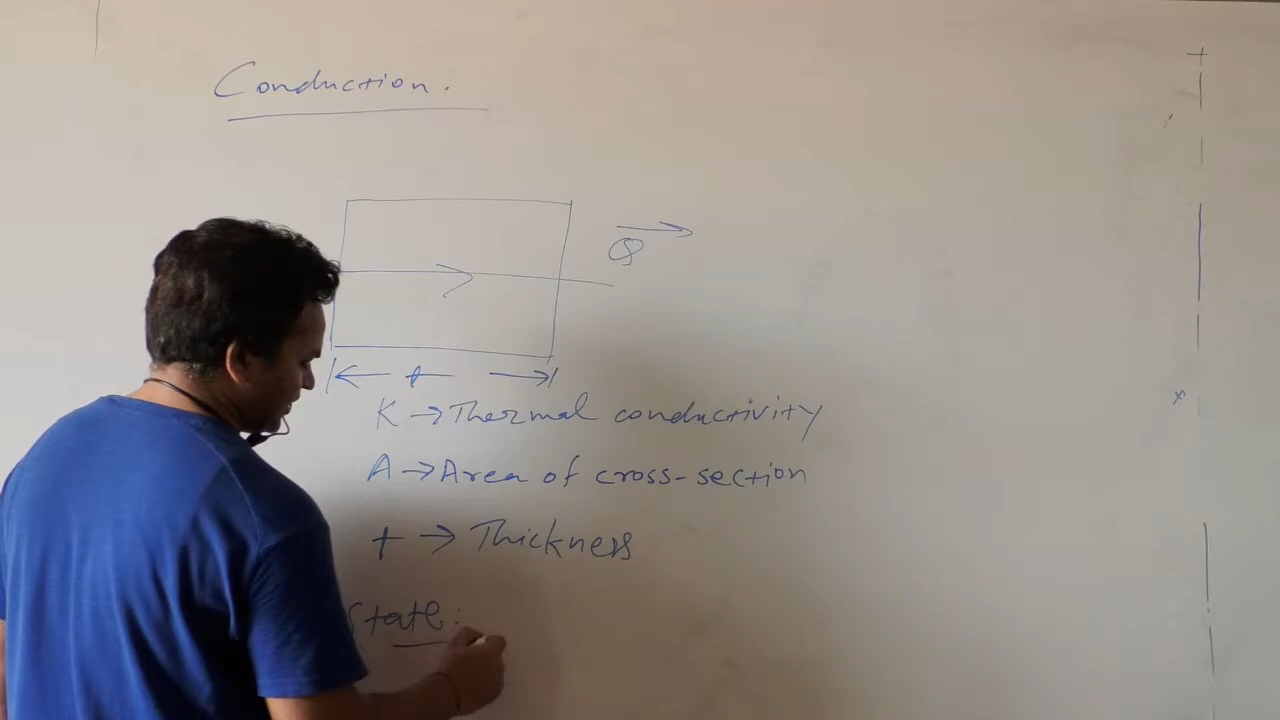 Conduction.
Q
t
K → Thermal conductivity
A → Area of cross-section
t → Thickness
State: